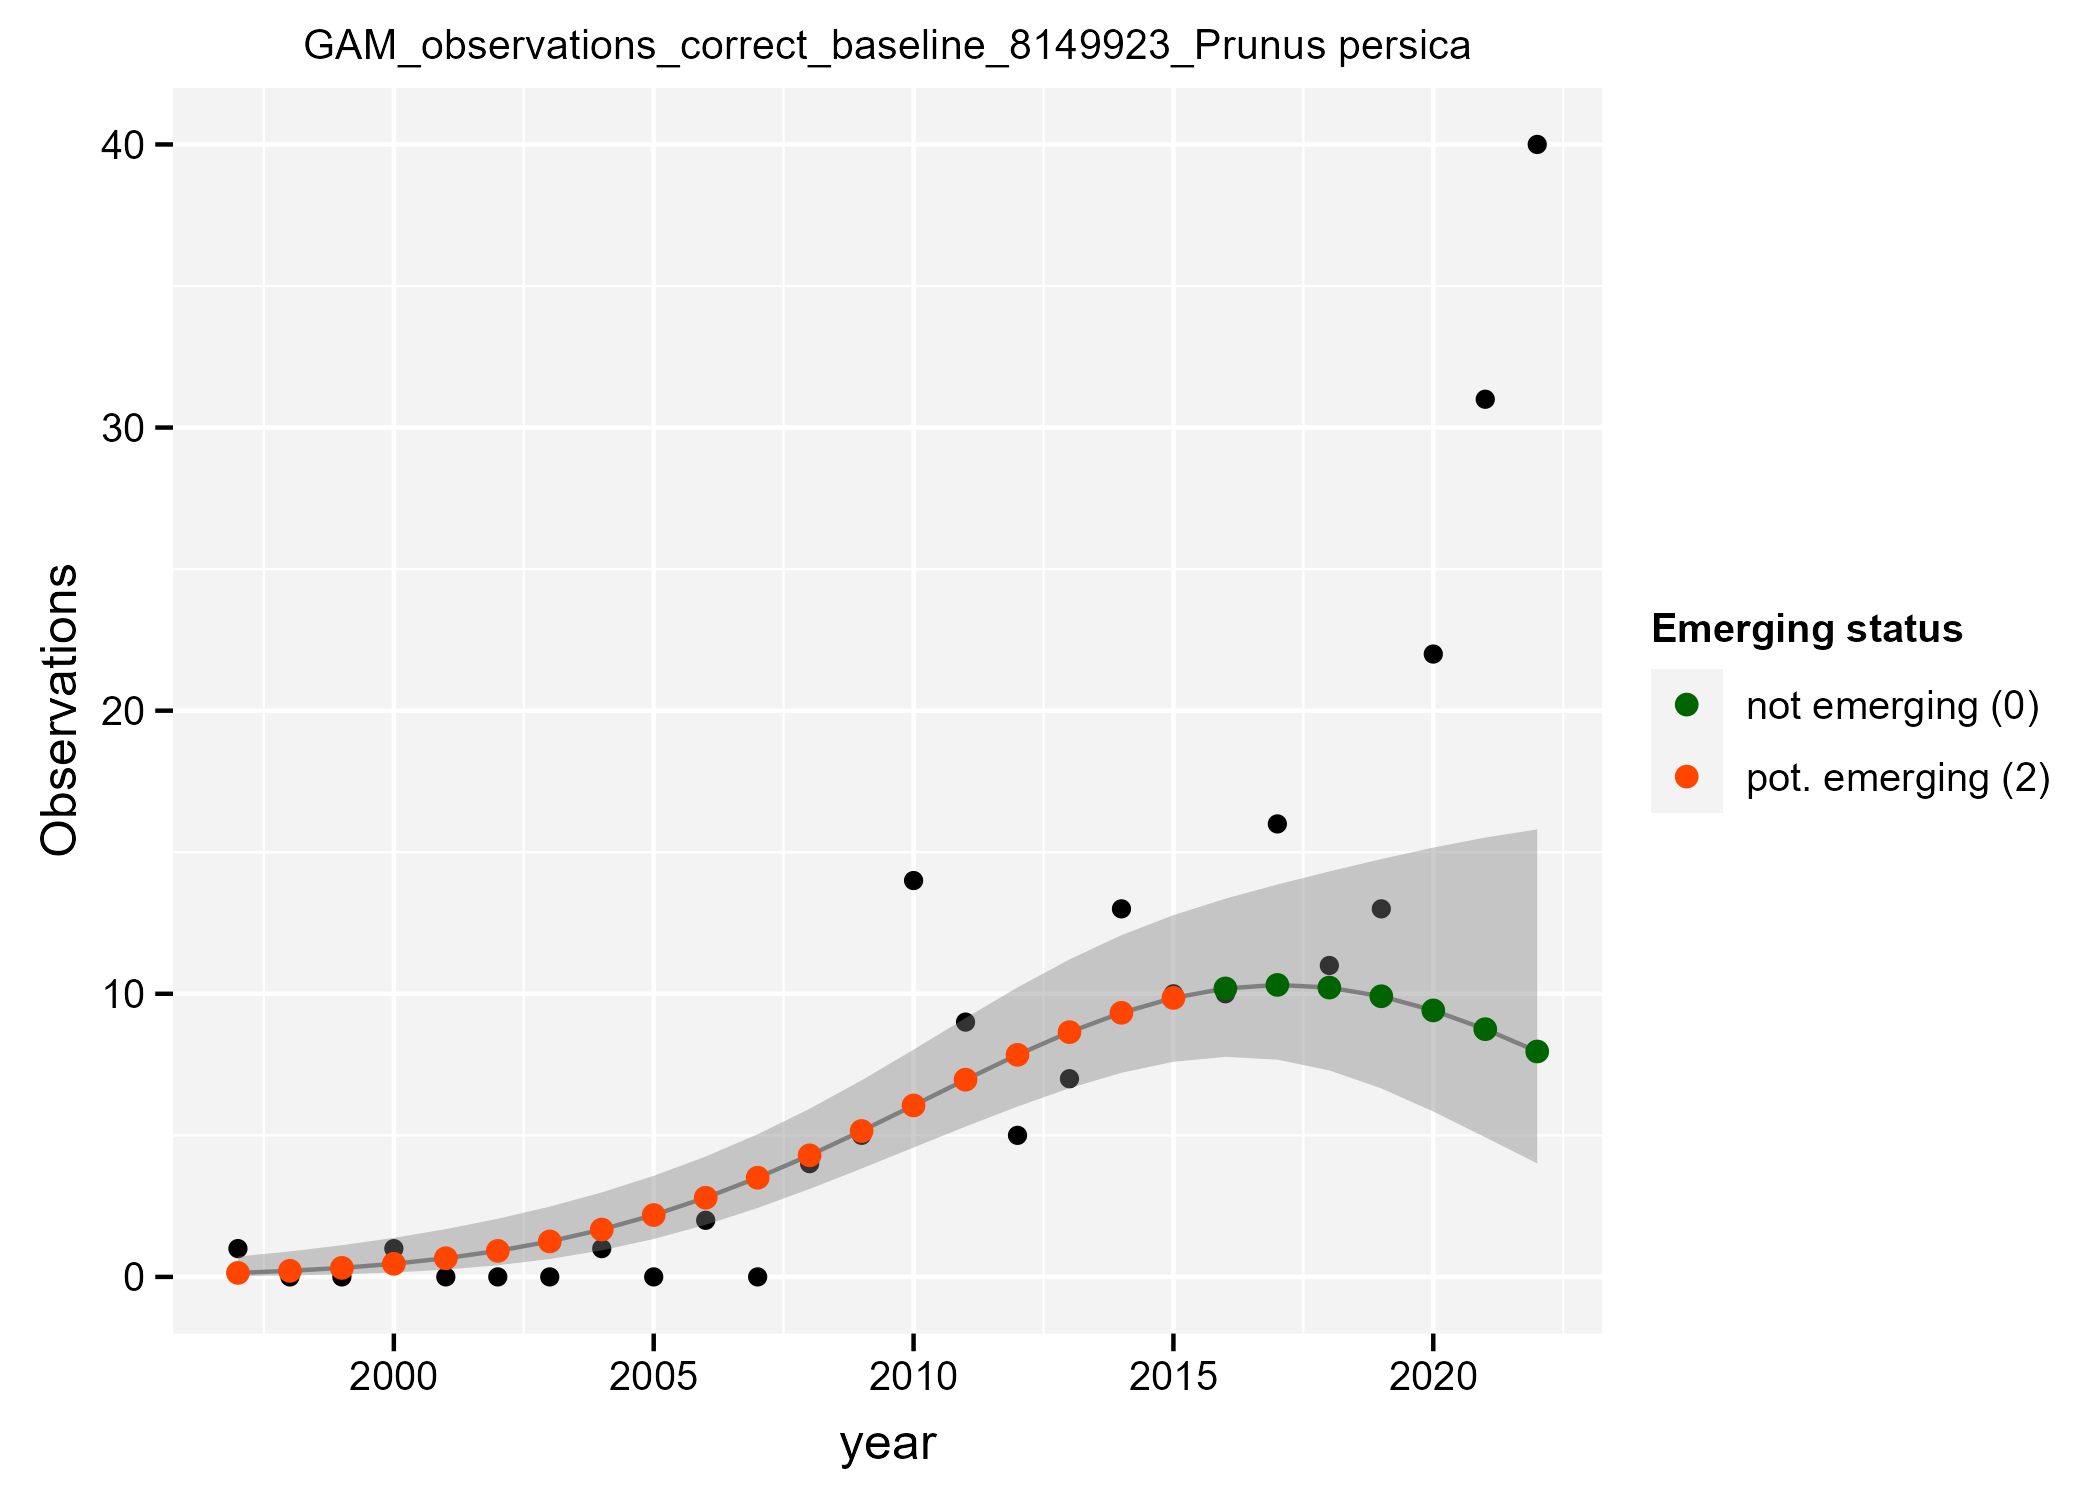 GAM_observations_correct_baseline_8149923_Prunus persica
40
30
20
10
0
Observations
2000 2005 2010 2015 2020
year
Emerging status
not emerging (0)
pot. emerging (2)